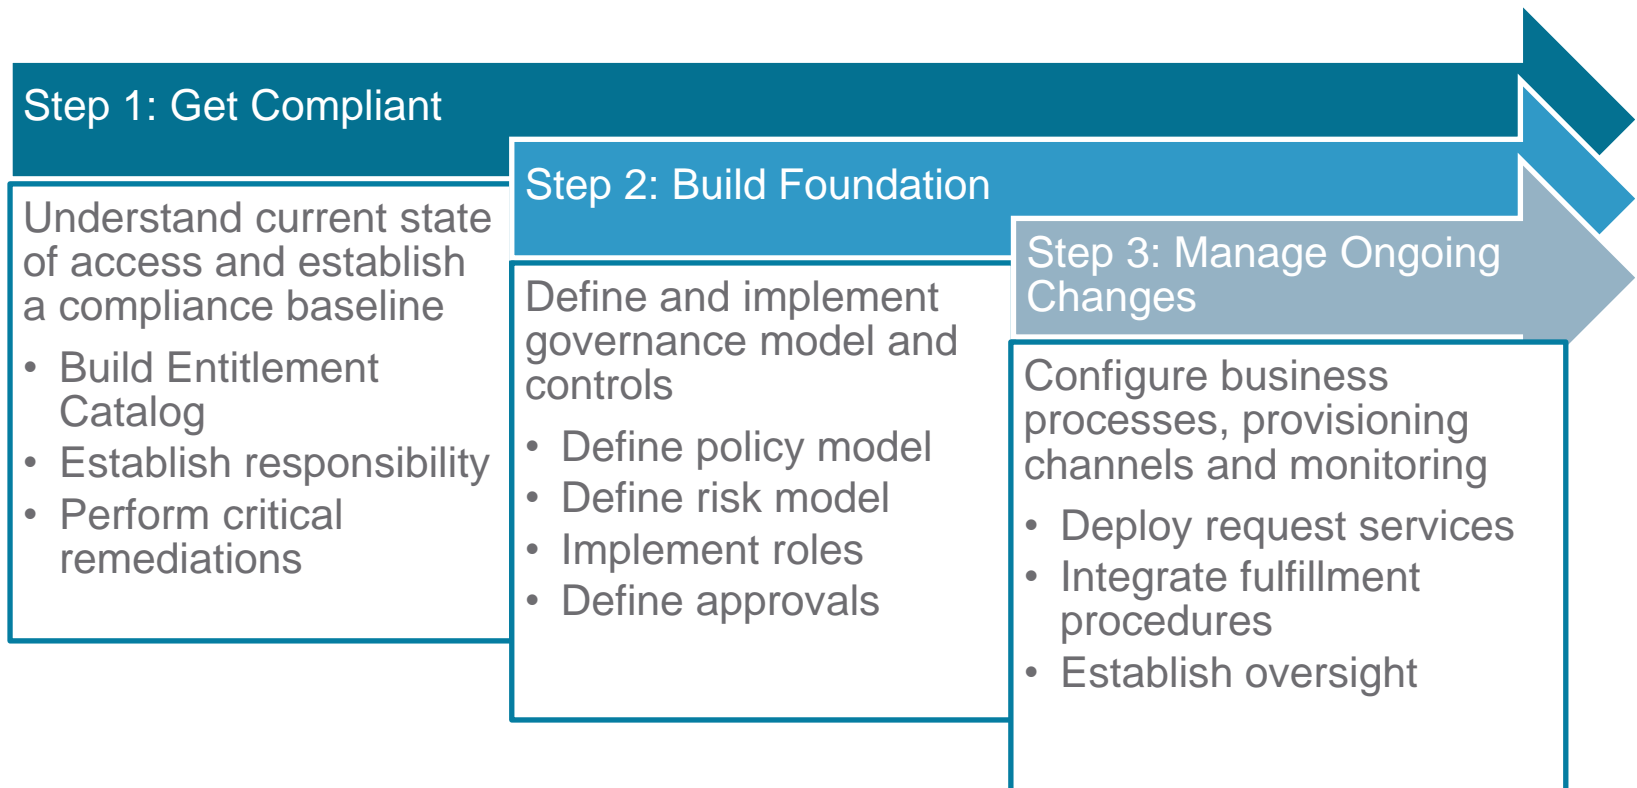 Step 1: Get Compliant
Understand current state
of access and establish
a compliance baseline
• Build Entitlement
Catalog
• Establish responsibility
• Perform critical
remediations
Step 2: Build Foundation
Define and implement
governance model and
controls
• Define policy model
• Define risk model
• Implement roles
• Define approvals
Step 3: Manage Ongoing
Changes
Configure business
processes, provisioning
channels and monitoring
• Deploy request services
• Integrate fulfillment
procedures
• Establish oversight